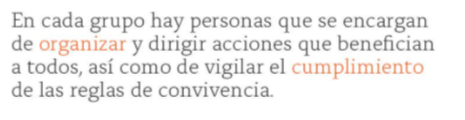 En cada grupo hay personas que se encargan
de organizar y dirigir acciones que benefician
a todos, así como de vigilar el cumplimiento
de las reglas de convivencia.